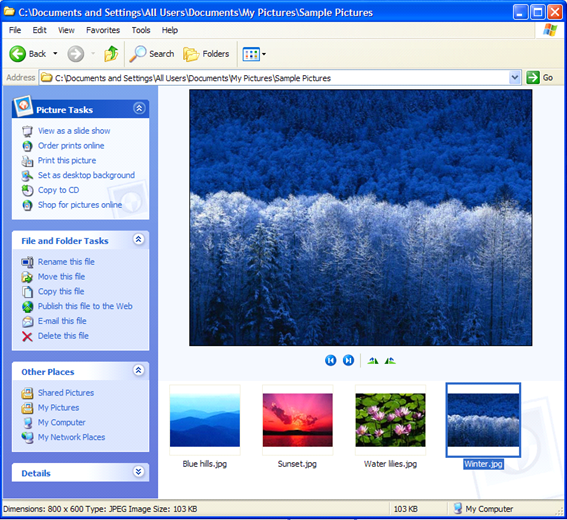 C:\Documents and Settings\All Users\Documents\My Pictures\Sample Pictures
File Edit View Favorites Tools Help
Back Search Folders
Address C:\Documents and Settings\All Users\Documents\My Pictures\Sample Pictures Go
Picture Tasks
View as a slide show
Order prints online
Print this picture
Set as desktop background
Copy to CD
Shop for pictures online
File and Folder Tasks
Rename this file
Move this file
Copy this file
Publish this file to the Web
E-mail this file
Delete this file
Other Places
Shared Pictures
My Pictures
My Computer
My Network Places
Details
Blue hills.jpg Sunset.jpg Water lilies.jpg Winter.jpg
Dimensions: 800 x 600 Type: JPEG Image Size: 103 KB 103 KB My Computer